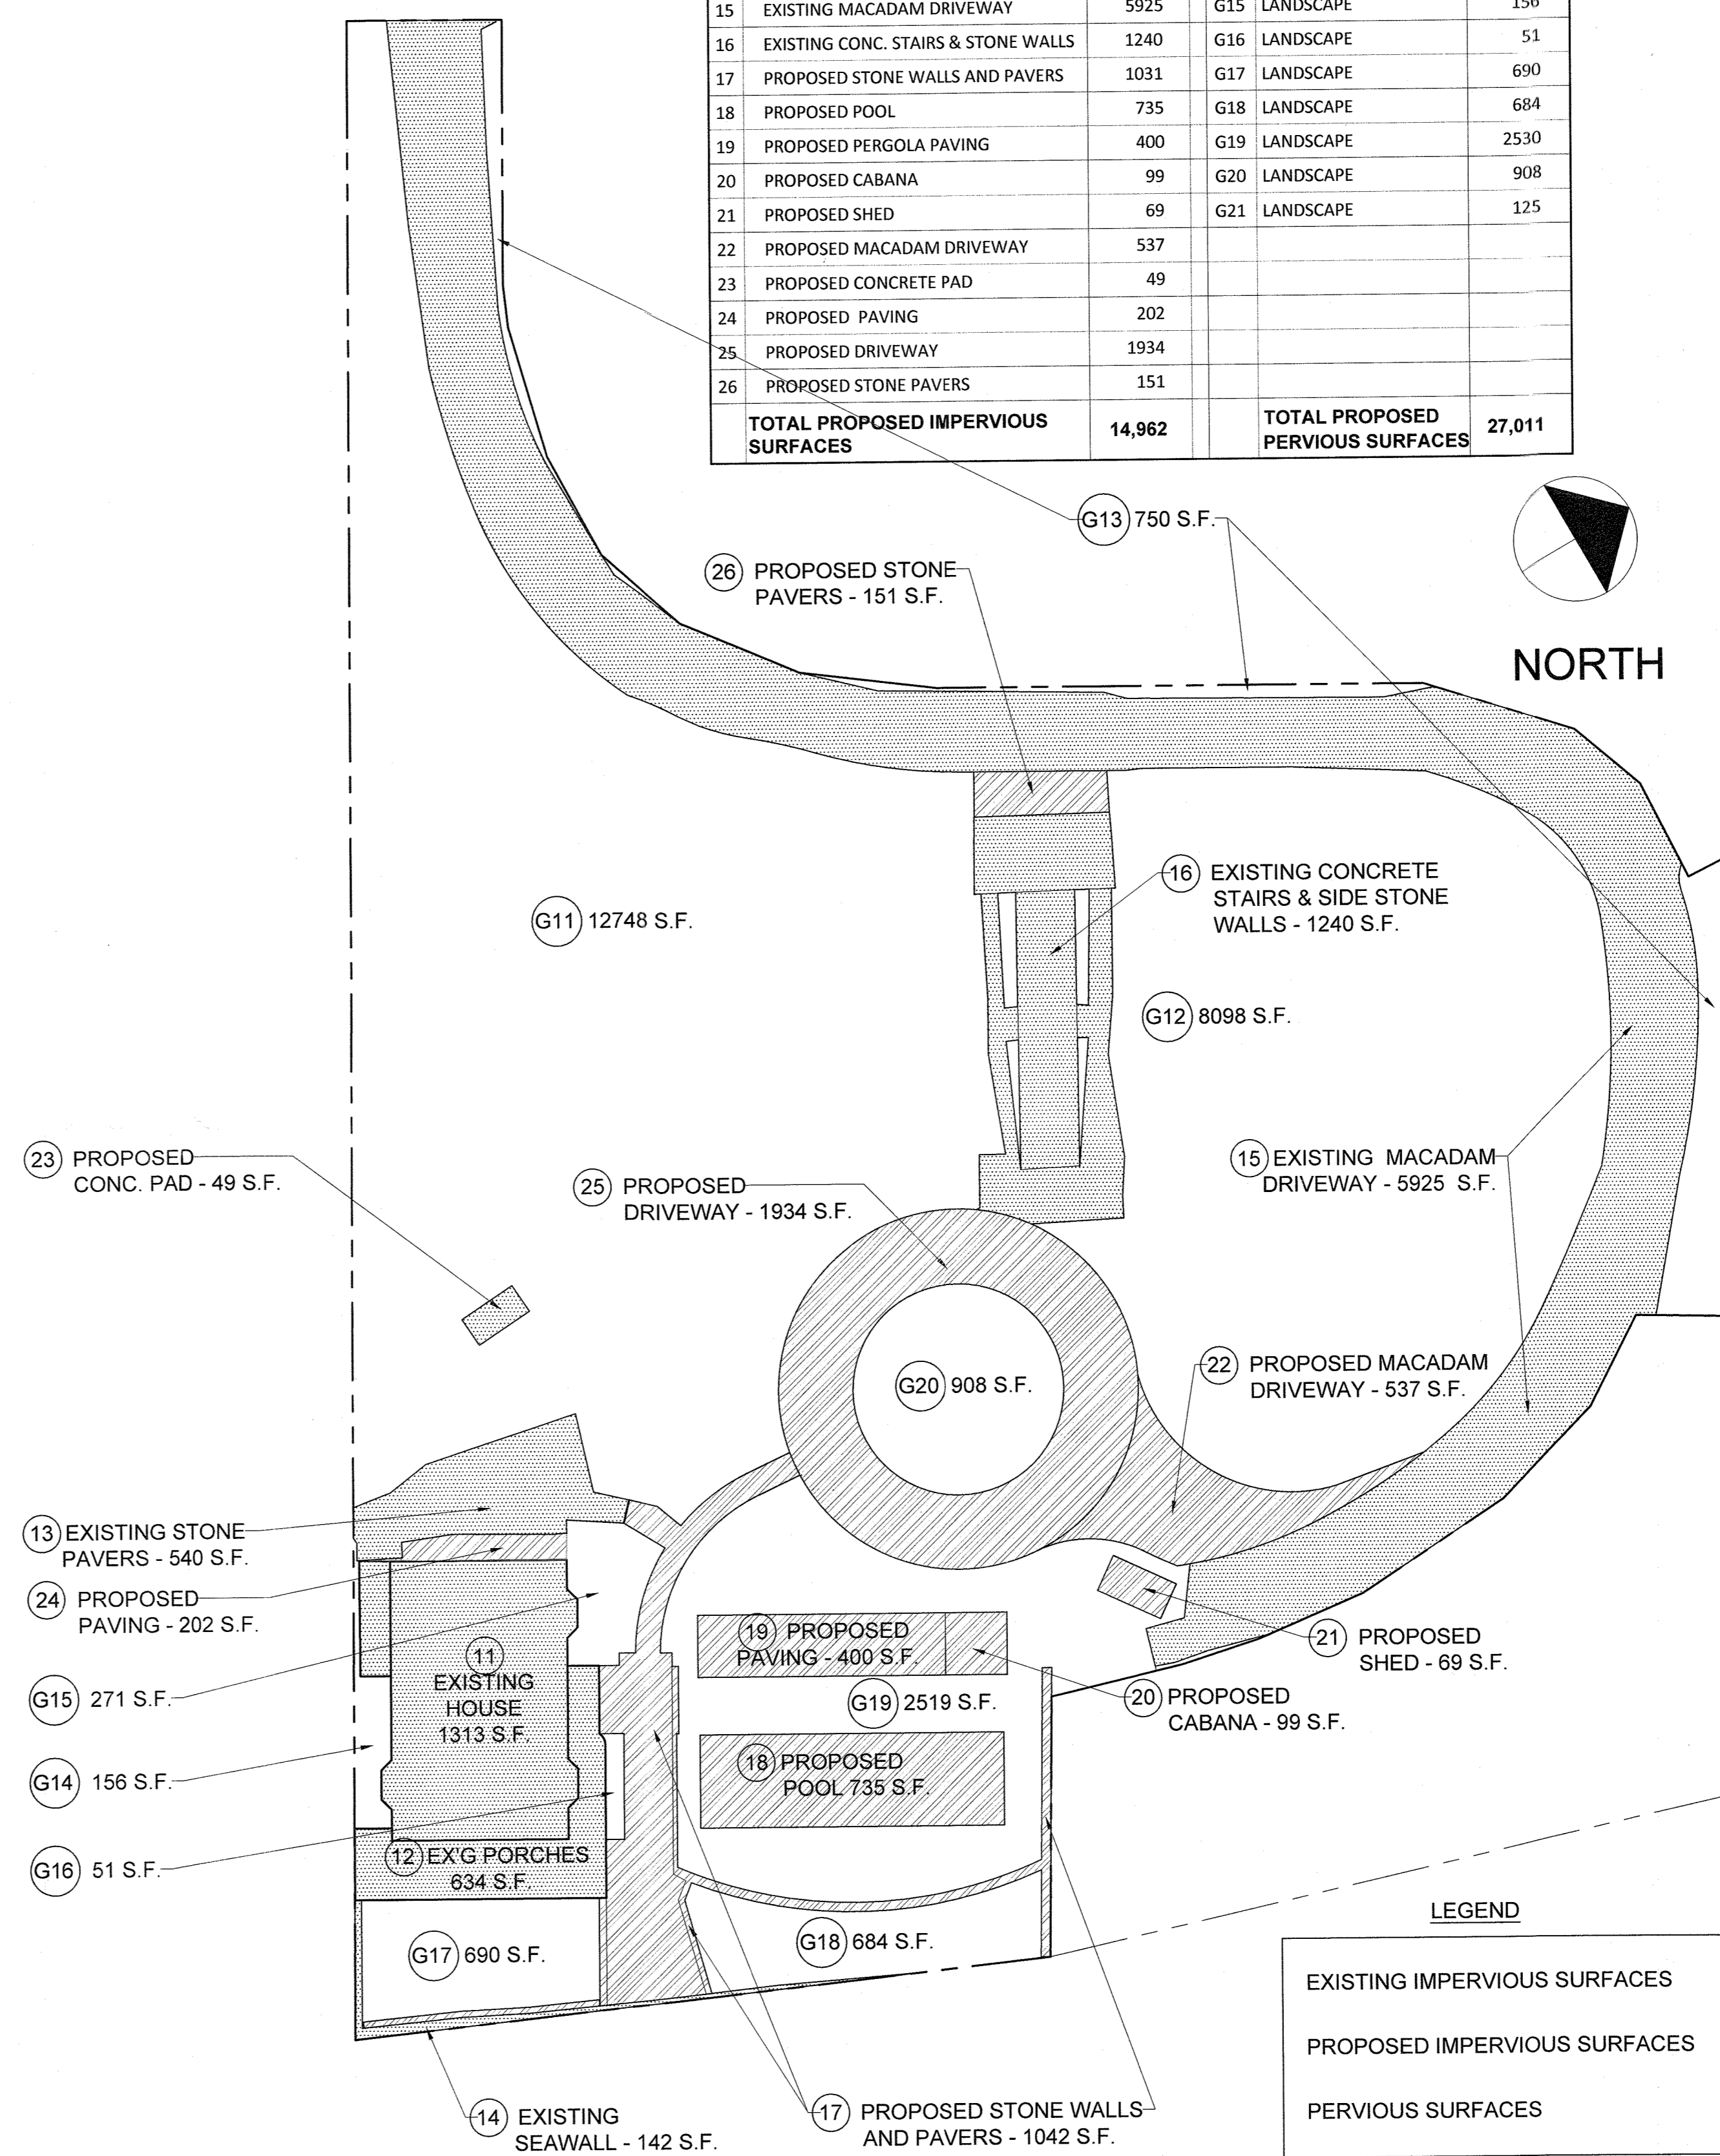 15 EXISTING MACADAM DRIVEWAY 5925 G15 LANDSCAPE 156
16 EXISTING CONC. STAIRS & STONE WALLS 1240 G16 LANDSCAPE 51
17 PROPOSED STONE WALLS AND PAVERS 1031 G17 LANDSCAPE 690
18 PROPOSED POOL 735 G18 LANDSCAPE 684
19 PROPOSED PERGOLA PAVING 400 G19 LANDSCAPE 2530
20 PROPOSED CABANA 99 G20 LANDSCAPE 908
21 PROPOSED SHED 69 G21 LANDSCAPE 125
22 PROPOSED MACADAM DRIVEWAY 537
23 PROPOSED CONCRETE PAD 49
24 PROPOSED PAVING 202
25 PROPOSED DRIVEWAY 1934
26 PROPOSED STONE PAVERS 151
TOTAL PROPOSED IMPERVIOUS
SURFACES
14,962
TOTAL PROPOSED
PERVIOUS SURFACES
27,011
G13 750 S.F.
26 PROPOSED STONE
PAVERS - 151 S.F.
NORTH
16 EXISTING CONCRETE
STAIRS & SIDE STONE
WALLS - 1240 S.F.
G11 12748 S.F.
G12 8098 S.F.
23 PROPOSED
CONC. PAD - 49 S.F.
25 PROPOSED
DRIVEWAY - 1934 S.F.
15 EXISTING MACADAM
DRIVEWAY - 5925 S.F.
G20 908 S.F.
22 PROPOSED MACADAM
DRIVEWAY - 537 S.F.
13 EXISTING STONE
PAVERS - 540 S.F.
24 PROPOSED
PAVING - 202 S.F.
11
EXISTING
HOUSE
1313 S.F.
19 PROPOSED
PAVING - 400 S.F.
21 PROPOSED
SHED - 69 S.F.
G15 271 S.F.
G19 2519 S.F.
20 PROPOSED
CABANA - 99 S.F.
G14 156 S.F.
18 PROPOSED
POOL 735 S.F.
G16 51 S.F.
12 EX'G PORCHES
634 S.F.
G17 690 S.F.
G18 684 S.F.
LEGEND
EXISTING IMPERVIOUS SURFACES
PROPOSED IMPERVIOUS SURFACES
PERVIOUS SURFACES
14 EXISTING
SEAWALL - 142 S.F.
17 PROPOSED STONE WALLS
AND PAVERS - 1042 S.F.